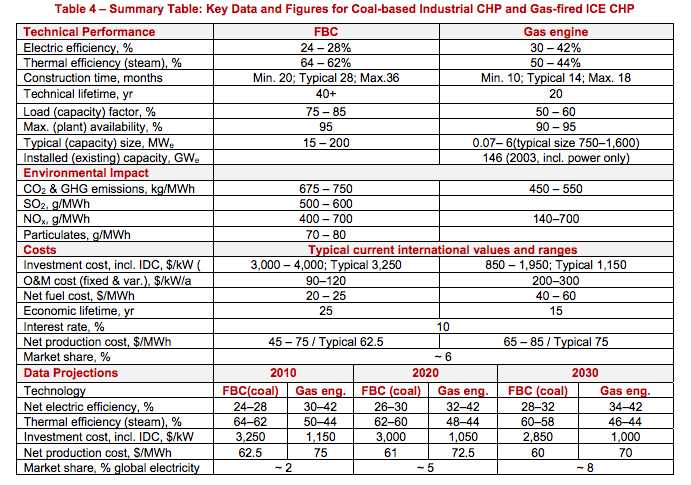 Table 4 – Summary Table: Key Data and Figures for Coal-based Industrial CHP and Gas-fired ICE CHP
Technical Performance FBC Gas engine
Electric efficiency, % 24 – 28% 30 – 42%
Thermal efficiency (steam), % 64 – 62% 50 – 44%
Construction time, months Min. 20; Typical 28; Max.36 Min. 10; Typical 14; Max. 18
Technical lifetime, yr 40+ 20
Load (capacity) factor, % 75 – 85 50 – 60
Max. (plant) availability, % 95 90 – 95
Typical (capacity) size, MWe 15 – 200 0.07– 6(typical size 750–1,600)
Installed (existing) capacity, GWe 146 (2003, incl. power only)
Environmental Impact
CO2 & GHG emissions, kg/MWh 675 – 750 450 – 550
SO2, g/MWh 500 – 600
NOx, g/MWh 400 – 700 140–700
Particulates, g/MWh 70 – 80
Costs Typical current international values and ranges
Investment cost, incl. IDC, $/kW ( 3,000 – 4,000; Typical 3,250 850 – 1,950; Typical 1,150
O&M cost (fixed & var.), $/kW/a 90–120 200–300
Net fuel cost, $/MWh 20 – 25 40 – 60
Economic lifetime, yr 25 15
Interest rate, % 10
Net production cost, $/MWh 45 – 75 / Typical 62.5 65 – 85 / Typical 75
Market share, % ~ 6
Data Projections 2010 2020 2030
Technology FBC(coal) Gas eng. FBC (coal) Gas eng. FBC (coal) Gas eng.
Net electric efficiency, % 24–28 30–42 26–30 32–42 28–32 34–42
Thermal efficiency (steam), % 64–62 50–44 62–60 48–44 60–58 46–44
Investment cost, incl. IDC, $/kW 3,250 1,150 3,000 1,050 2,850 1,000
Net production cost, $/MWh 62.5 75 61 72.5 60 70
Market share, % global electricity ~ 2 ~ 5 ~ 8